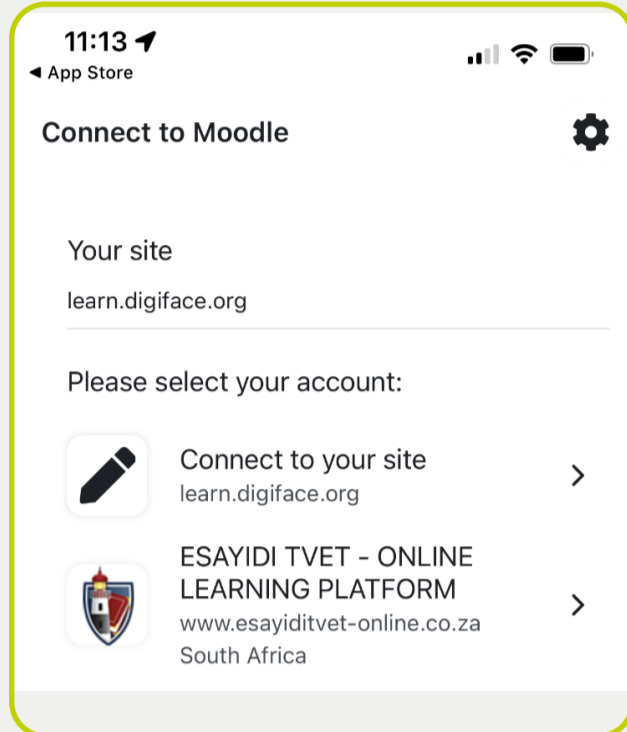 11:13
App Store
Connect to Moodle
Your site
learn.digiface.org
Please select your account:
Connect to your site
learn.digiface.org
ESAYIDI TVET - ONLINE
LEARNING PLATFORM
www.esayiditvet-online.co.za
South Africa